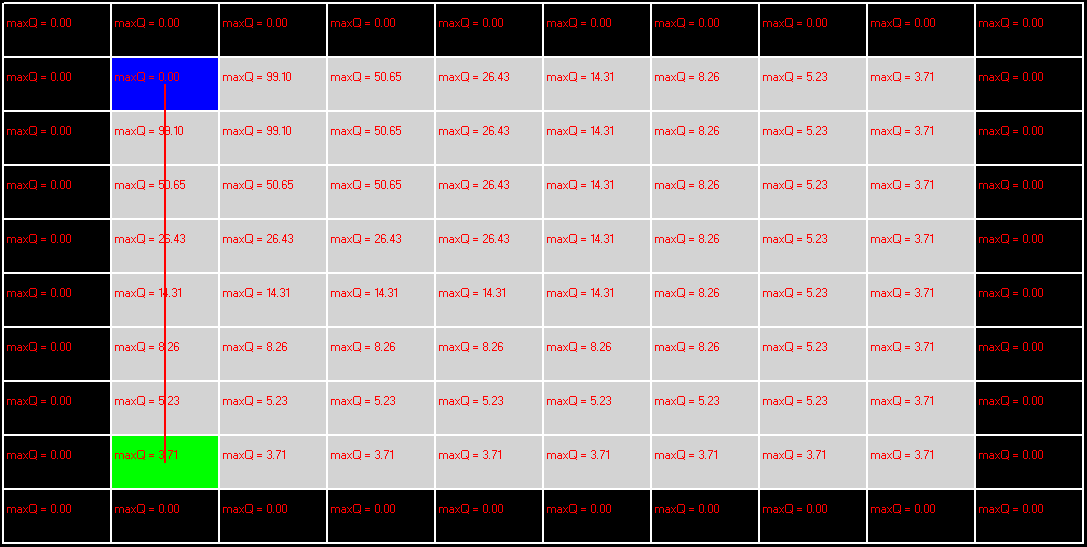 maxQ = 0.00 maxQ = 0.00 maxQ = 0.00 maxQ = 0.00 maxQ = 0.00 maxQ = 0.00 maxQ = 0.00 maxQ = 0.00 maxQ = 0.00 maxQ = 0.00
maxQ = 0.00 maxQ = 0.00 maxQ = 99.10 maxQ = 50.65 maxQ = 26.43 maxQ = 14.31 maxQ = 8.26 maxQ = 5.23 maxQ = 3.71 maxQ = 0.00
maxQ = 0.00 maxQ = 99.10 maxQ = 99.10 maxQ = 50.65 maxQ = 26.43 maxQ = 14.31 maxQ = 8.26 maxQ = 5.23 maxQ = 3.71 maxQ = 0.00
maxQ = 0.00 maxQ = 50.65 maxQ = 50.65 maxQ = 50.65 maxQ = 26.43 maxQ = 14.31 maxQ = 8.26 maxQ = 5.23 maxQ = 3.71 maxQ = 0.00
maxQ = 0.00 maxQ = 26.43 maxQ = 26.43 maxQ = 26.43 maxQ = 26.43 maxQ = 14.31 maxQ = 8.26 maxQ = 5.23 maxQ = 3.71 maxQ = 0.00
maxQ = 0.00 maxQ = 14.31 maxQ = 14.31 maxQ = 14.31 maxQ = 14.31 maxQ = 14.31 maxQ = 8.26 maxQ = 5.23 maxQ = 3.71 maxQ = 0.00
maxQ = 0.00 maxQ = 8.26 maxQ = 8.26 maxQ = 8.26 maxQ = 8.26 maxQ = 8.26 maxQ = 8.26 maxQ = 5.23 maxQ = 3.71 maxQ = 0.00
maxQ = 0.00 maxQ = 5.23 maxQ = 5.23 maxQ = 5.23 maxQ = 5.23 maxQ = 5.23 maxQ = 5.23 maxQ = 5.23 maxQ = 3.71 maxQ = 0.00
maxQ = 0.00 maxQ = 3.71 maxQ = 3.71 maxQ = 3.71 maxQ = 3.71 maxQ = 3.71 maxQ = 3.71 maxQ = 3.71 maxQ = 3.71 maxQ = 0.00
maxQ = 0.00 maxQ = 0.00 maxQ = 0.00 maxQ = 0.00 maxQ = 0.00 maxQ = 0.00 maxQ = 0.00 maxQ = 0.00 maxQ = 0.00 maxQ = 0.00